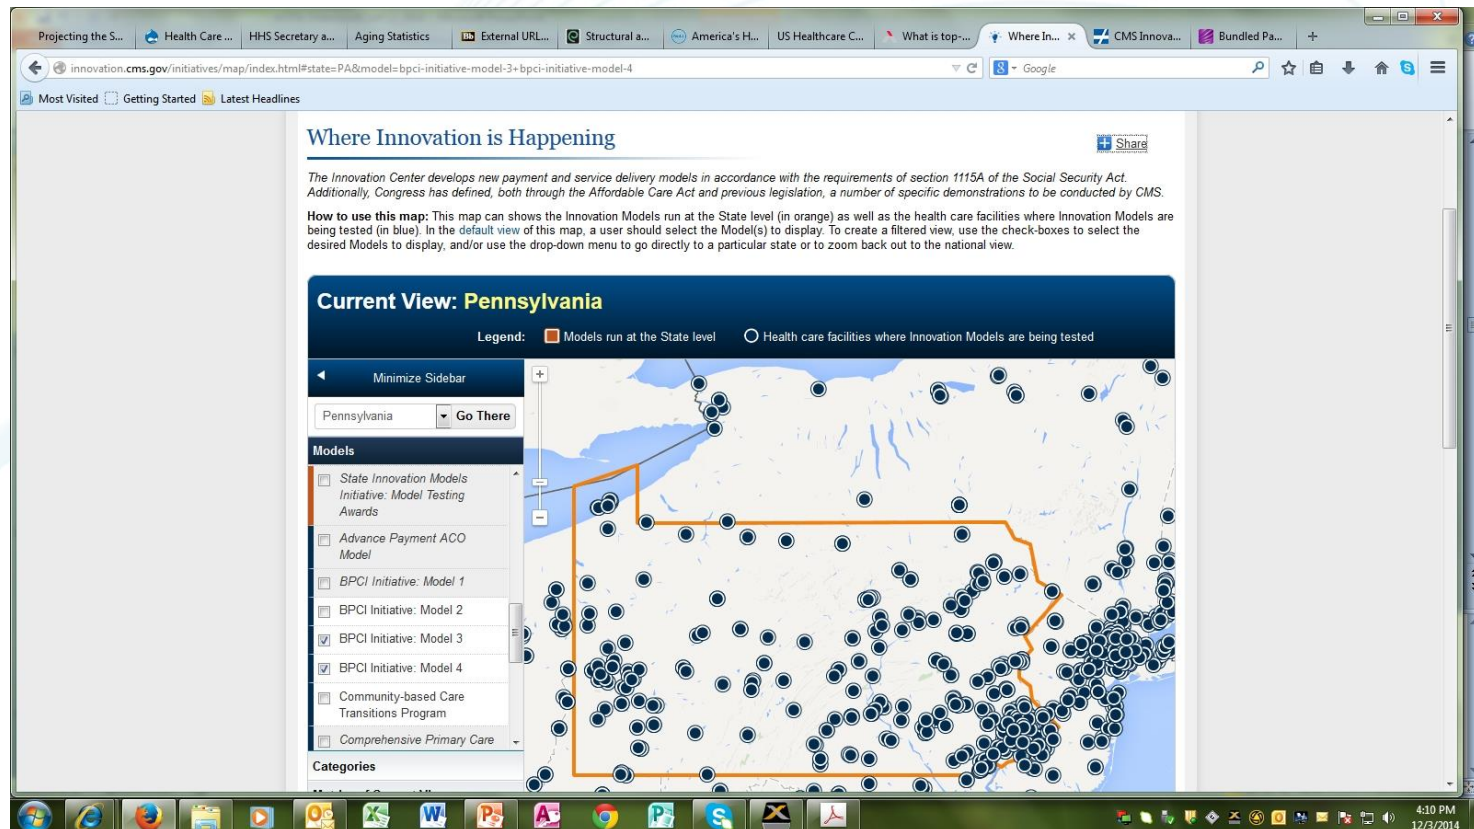 Projecting the S...
Health Care ...
HHS Secretary a...
Aging Statistics
Bb External URL...
Structural a...
America's H...
US Healthcare C...
What is top-...
Where In... ×
CMS Innova...
Bundled Pa...
+
innovation.cms.gov/initiatives/map/index.html#state=PA&model=bpci-initiative-model-3+bpci-initiative-model-4
8 Google
Most Visited
Getting Started
Latest Headlines
Where Innovation is Happening
Share
The Innovation Center develops new payment and service delivery models in accordance with the requirements of section 1115A of the Social Security Act.
Additionally, Congress has defined, both through the Affordable Care Act and previous legislation, a number of specific demonstrations to be conducted by CMS.
How to use this map: This map can shows the Innovation Models run at the State level (in orange) as well as the health care facilities where Innovation Models are
being tested (in blue). In the default view of this map, a user should select the Model(s) to display. To create a filtered view, use the check-boxes to select the
desired Models to display, and/or use the drop-down menu to go directly to a particular state or to zoom back out to the national view.
Current View: Pennsylvania
Legend: Models run at the State level Health care facilities where Innovation Models are being tested
Minimize Sidebar
Pennsylvania Go There
Models
State Innovation Models
Initiative: Model Testing
Awards
Advance Payment ACO
Model
BPCI Initiative: Model 1
BPCI Initiative: Model 2
BPCI Initiative: Model 3
BPCI Initiative: Model 4
Community-based Care
Transitions Program
Comprehensive Primary Care
Categories
4:10 PM
12/3/2014